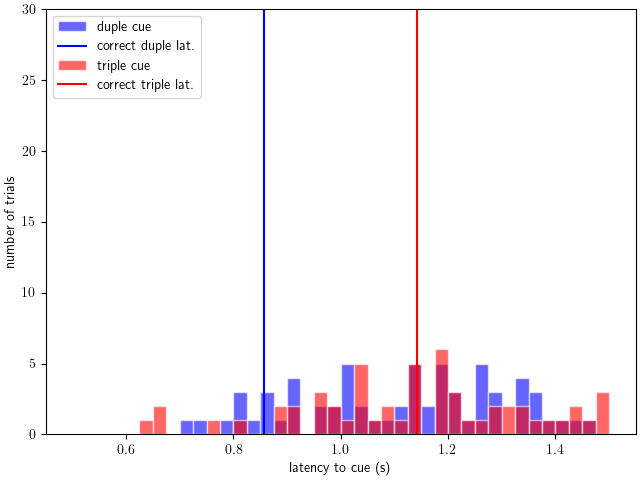 30
25
20
15
10
5
0
number of trials
duple cue
correct duple lat.
triple cue
correct triple lat.
0.6 0.8 1.0 1.2 1.4
latency to cue (s)